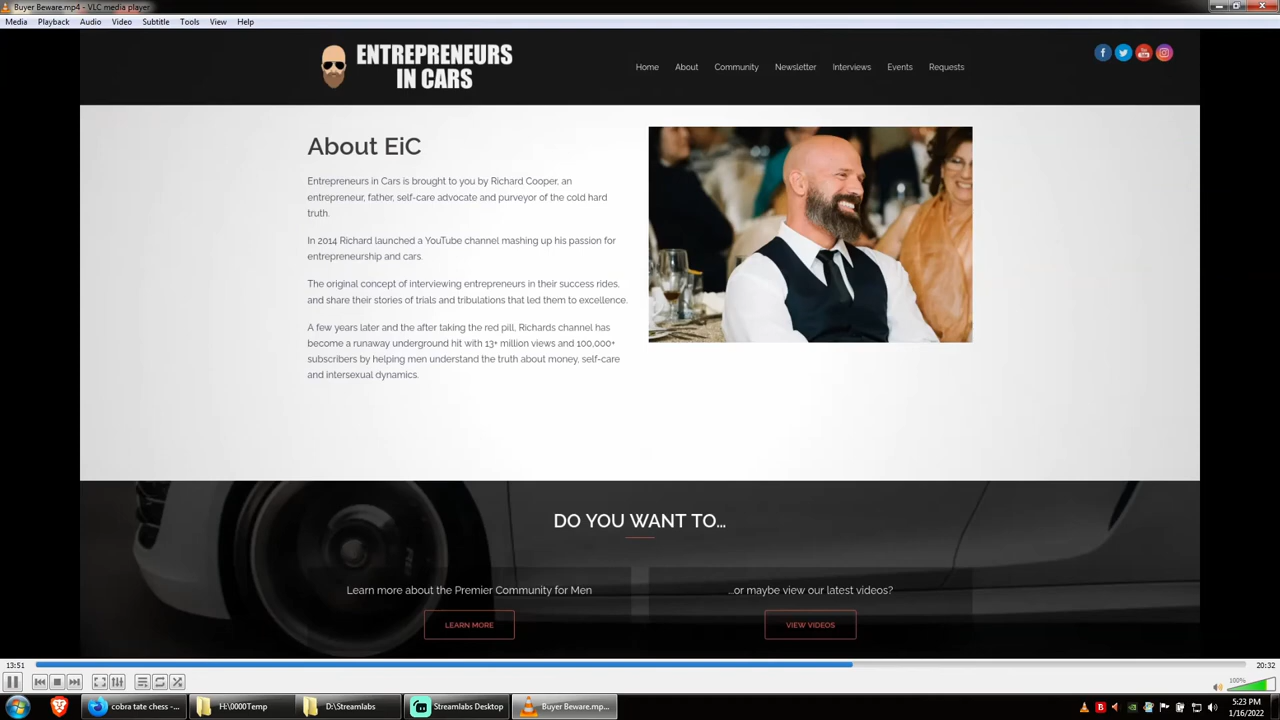 Buyer Beware.mp4 - VLC media player
Media Playback Audio Video Subtitle Tools View Help
ENTREPRENEURS
IN CARS
Home About Community Newsletter Interviews Events Requests
About EiC
Entrepreneurs in Cars is brought to you by Richard Cooper, an
entrepreneur, father, self-care advocate and purveyor of the cold hard
truth.
In 2014 Richard launched a YouTube channel mashing up his passion for
entrepreneurship and cars.
The original concept of interviewing entrepreneurs in their success rides,
and share their stories of trials and tribulations that led them to excellence.
A few years later and the after taking the red pill, Richards channel has
become a runaway underground hit with 13+ million views and 100,000+
subscribers by helping men understand the truth about money, self-care
and intersexual dynamics.
DO YOU WANT TO...
Learn more about the Premier Community for Men
LEARN MORE
...or maybe view our latest videos?
VIEW VIDEOS
13:51
20:32
100%
cobra tate chess -...
H:\0000Temp
D:\Streamlabs
Streamlabs Desktop
Buyer Beware.mp...
5:23 PM
1/16/2022